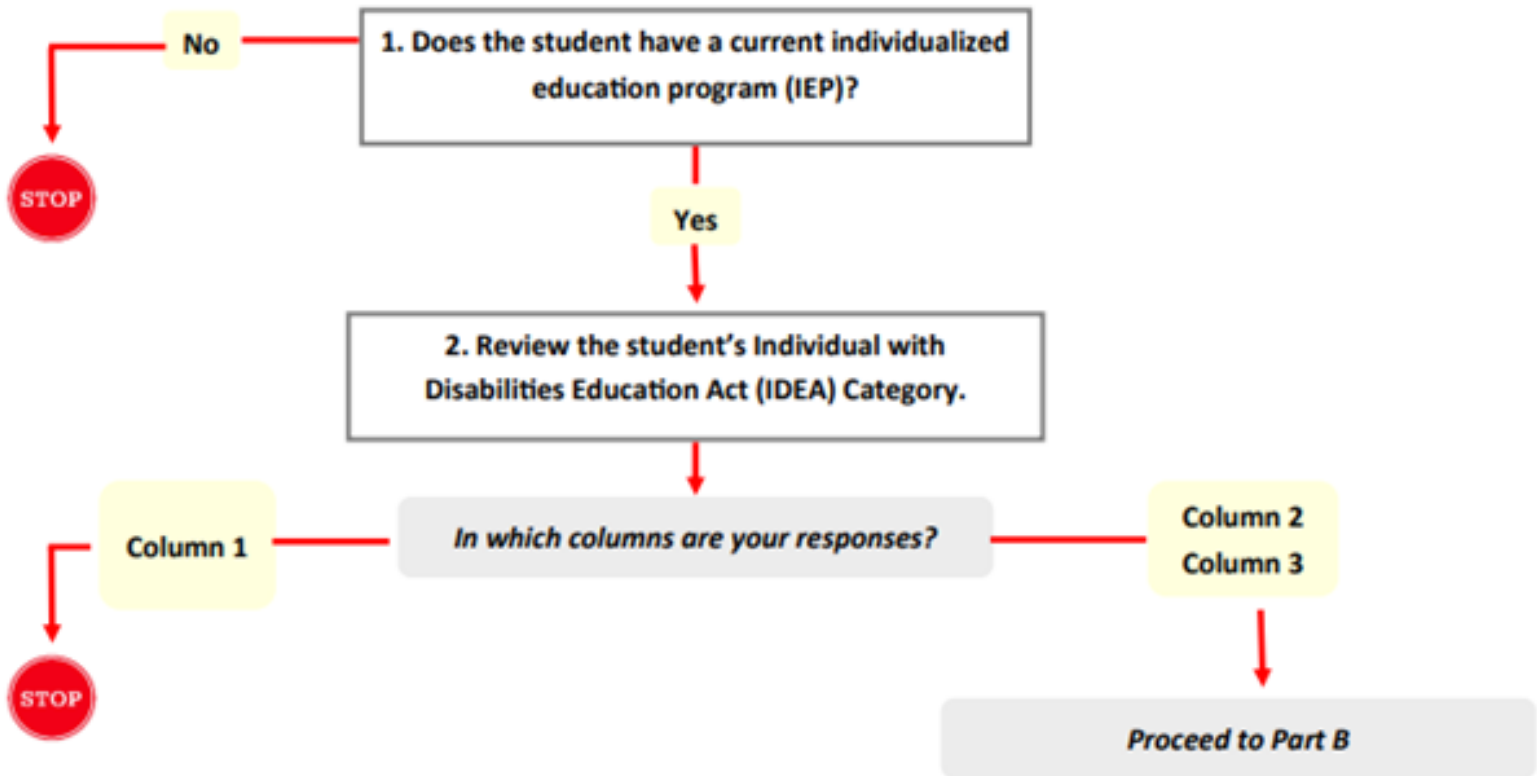 No
1. Does the student have a current individualized
education program (IEP)?
STOP
Yes
2. Review the student's Individual with
Disabilities Education Act (IDEA) Category.
Column 1
In which columns are your responses?
Column 2
Column 3
STOP
Proceed to Part B